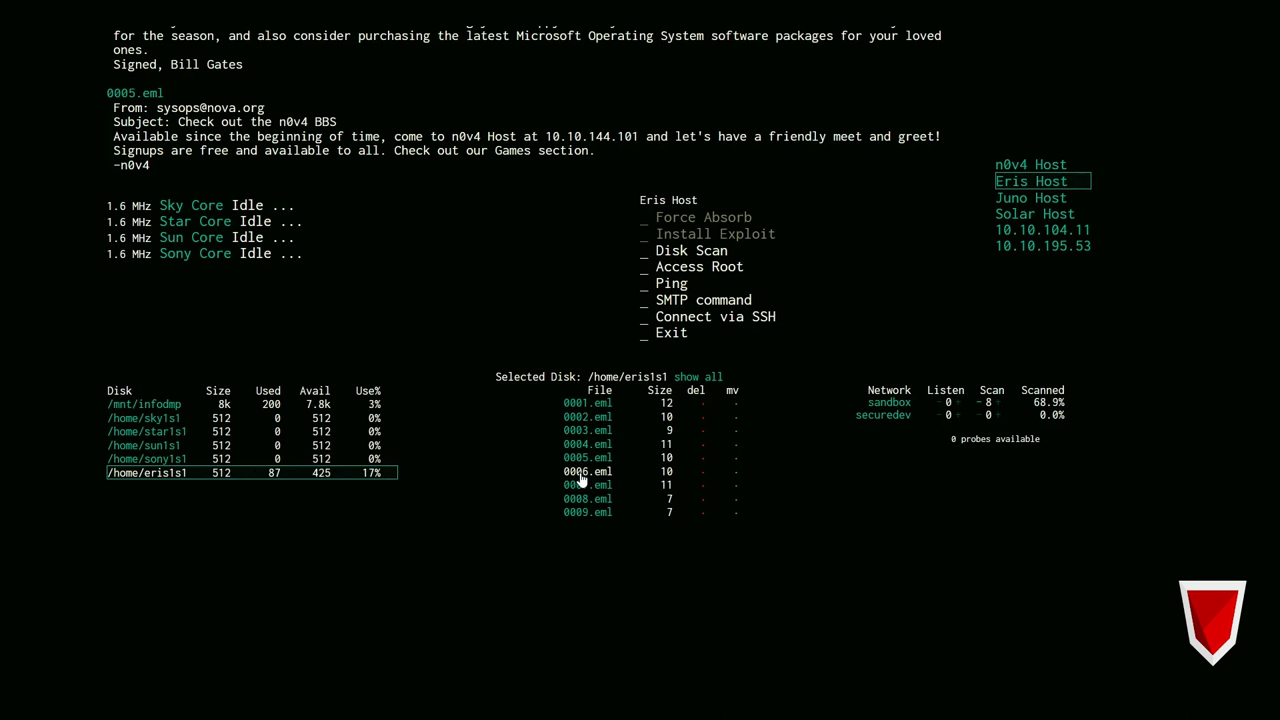 for the season, and also consider purchasing the latest Microsoft Operating System software packages for your loved
ones.
Signed, Bill Gates
0005.eml
From: sysops@nova.org
Subject: Check out the n0v4 BBS
Available since the beginning of time, come to n0v4 Host at 10.10.144.101 and let's have a friendly meet and greet!
Signups are free and available to all. Check out our Games section.
-n0v4
n0v4 Host
Eris Host
Juno Host
Solar Host
10.10.104.11
10.10.195.53
1.6 MHz Sky Core Idle ...
1.6 MHz Star Core Idle ...
1.6 MHz Sun Core Idle ...
1.6 MHz Sony Core Idle ...
Eris Host
_ Force Absorb
_ Install Exploit
_ Disk Scan
_ Access Root
_ Ping
_ SMTP command
_ Connect via SSH
_ Exit
Disk Size Used Avail Use%
/mnt/infodmp 8k 200 7.8k 3%
/home/sky1s1 512 0 512 0%
/home/star1s1 512 0 512 0%
/home/sun1s1 512 0 512 0%
/home/sony1s1 512 0 512 0%
/home/eris1s1 512 87 425 17%
Selected Disk: /home/eris1s1 show all
File Size del mv
0001.eml 12 . .
0002.eml 10 . .
0003.eml 9 . .
0004.eml 11 . .
0005.eml 10 . .
0006.eml 10 . .
.eml 11 . .
0008.eml 7 . .
0009.eml 7 . .
Network Listen Scan Scanned
sandbox - 0 + - 8 + 68.9%
securedev - 0 + - 0 + 0.0%
0 probes available